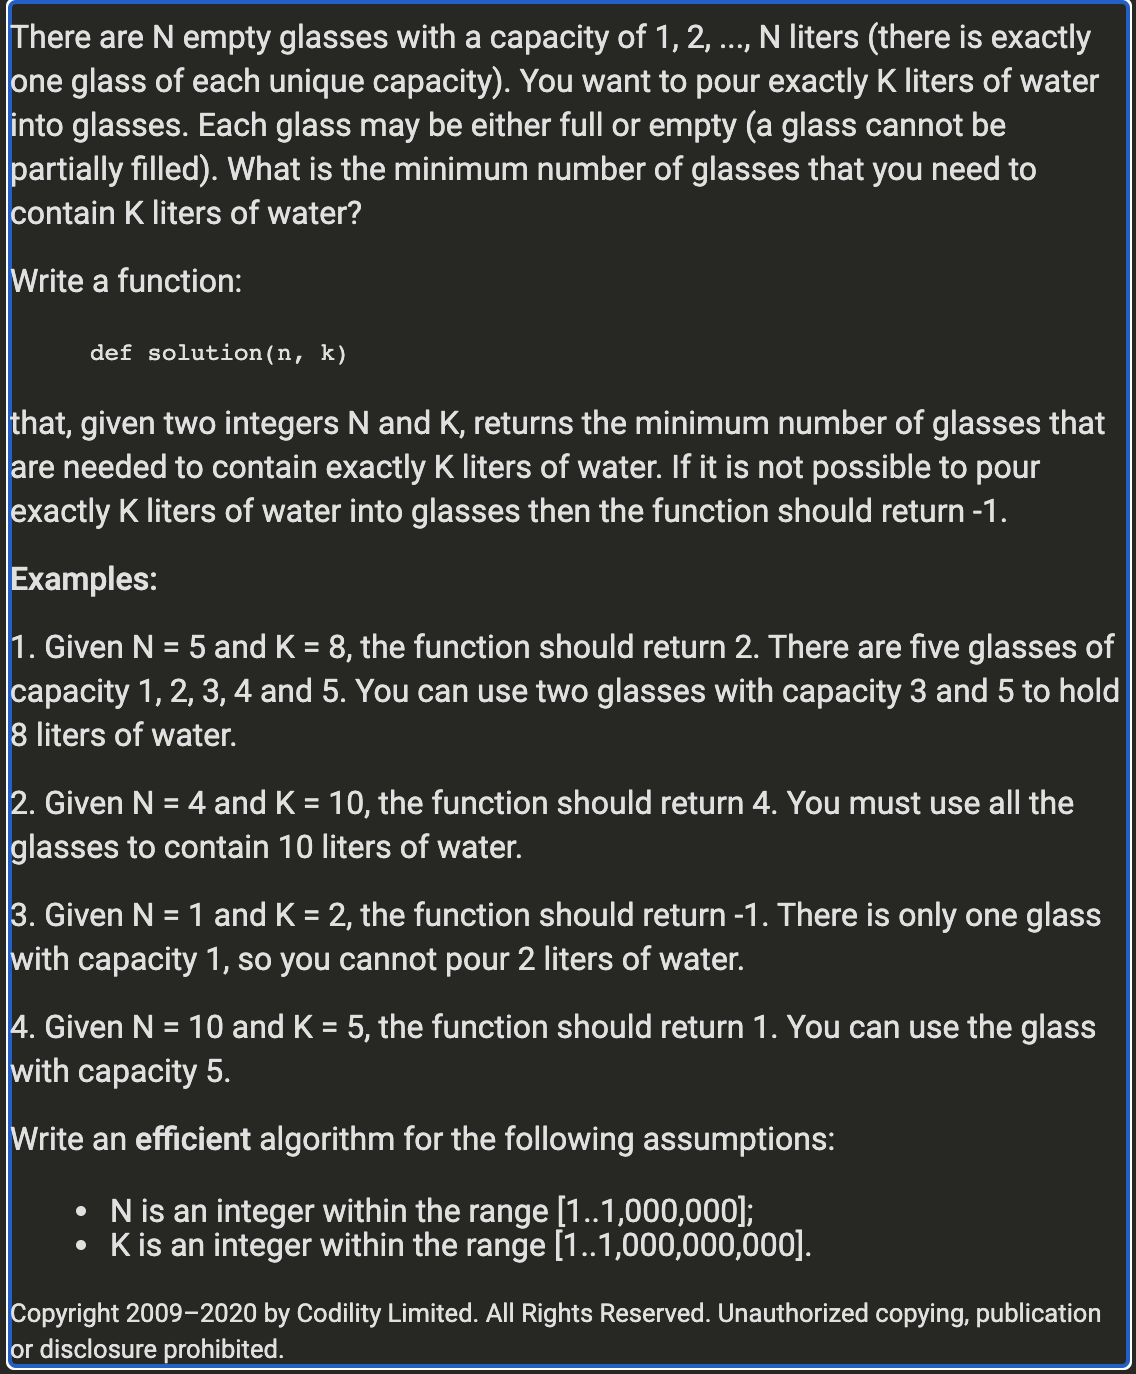 There are N empty glasses with a capacity of 1, 2, ..., N liters (there is exactly
one glass of each unique capacity). You want to pour exactly K liters of water
into glasses. Each glass may be either full or empty (a glass cannot be
partially filled). What is the minimum number of glasses that you need to
contain K liters of water?
Write a function:
def solution(n, k)
that, given two integers N and K, returns the minimum number of glasses that
are needed to contain exactly K liters of water. If it is not possible to pour
exactly K liters of water into glasses then the function should return -1.
Examples:
1. Given N = 5 and K = 8, the function should return 2. There are five glasses of
capacity 1, 2, 3, 4 and 5. You can use two glasses with capacity 3 and 5 to hold
8 liters of water.
2. Given N = 4 and K = 10, the function should return 4. You must use all the
glasses to contain 10 liters of water.
3. Given N = 1 and K = 2, the function should return -1. There is only one glass
with capacity 1, so you cannot pour 2 liters of water.
4. Given N = 10 and K = 5, the function should return 1. You can use the glass
with capacity 5.
Write an efficient algorithm for the following assumptions:
• N is an integer within the range [1..1,000,000];
• K is an integer within the range [1..1,000,000,000].
Copyright 2009–2020 by Codility Limited. All Rights Reserved. Unauthorized copying, publication
or disclosure prohibited.